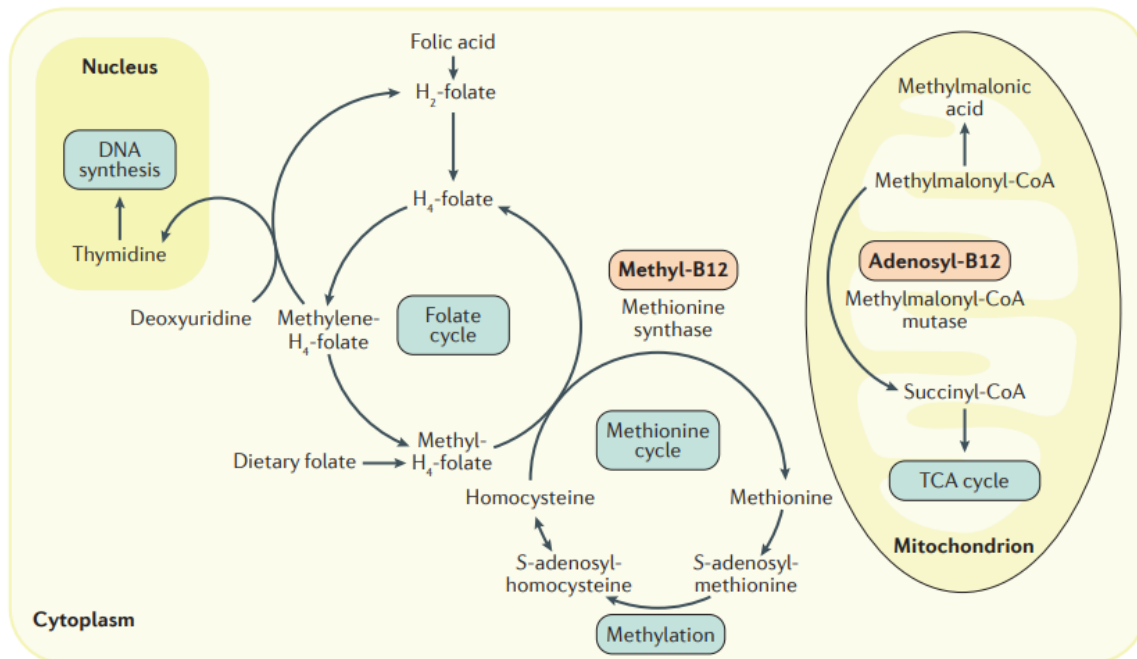 Nucleus
DNA
synthesis
Thymidine
Deoxyuridine
Folic acid
H₂-folate
H₄-folate
Methylene-
H₄-folate
Folate
cycle
Dietary folate
Methyl-
H₄-folate
Methyl-B12
Methionine
synthase
Methionine
cycle
Homocysteine
Methionine
S-adenosyl-
homocysteine
S-adenosyl-
methionine
Methylation
Cytoplasm
Methylmalonic
acid
Methylmalonyl-CoA
Adenosyl-B12
Methylmalonyl-CoA
mutase
Succinyl-CoA
TCA cycle
Mitochondrion